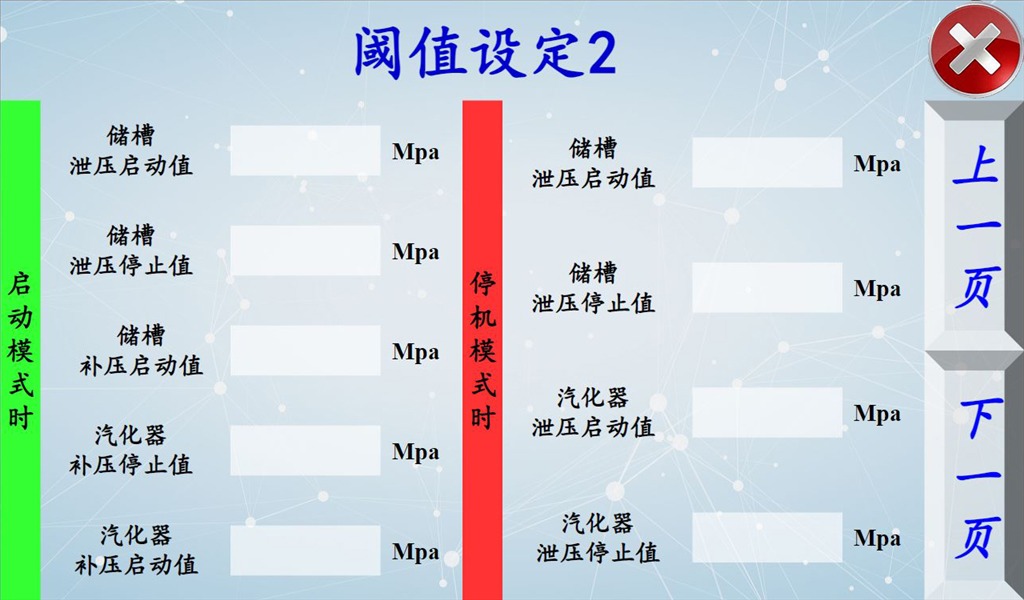 阈值设定2
启动模式时
储槽
泄压启动值
Mpa
储槽
泄压停止值
Mpa
储槽
补压启动值
Mpa
汽化器
补压停止值
Mpa
汽化器
补压启动值
Mpa
停机模式时
储槽
泄压启动值
Mpa
储槽
泄压停止值
Mpa
汽化器
泄压启动值
Mpa
汽化器
泄压停止值
Mpa
上一页
下一页